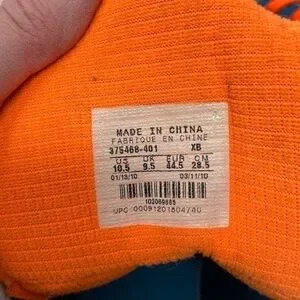 MADE IN CHINA
FABRIQUE EN CHINE
375468-401 XB
US UK EUR CM
10.5 9.5 44.5 28.5
01/13/10 03/11/10
UPC